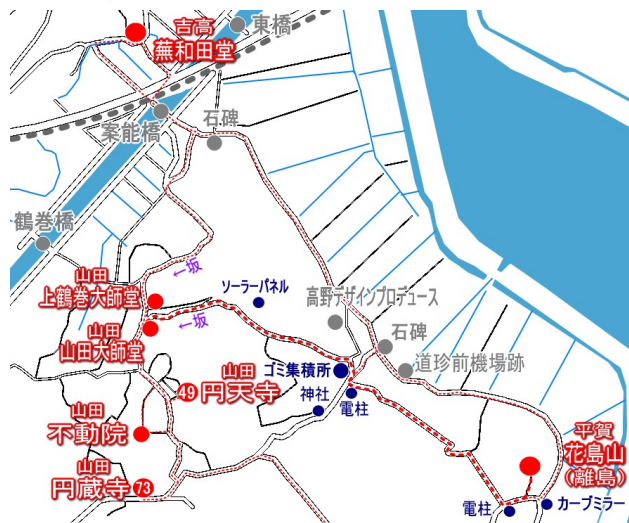 吉高
蕪和田堂
東橋
案能橋
石碑
鶴巻橋
←坂
山田
上鶴巻大師堂
ソーラーパネル
高野デザインプロデュース
←坂
山田
山田大師堂
石碑
道珍前機場跡
山田
49 円天寺
ゴミ集積所
神社
電柱
山田
不動院
平賀
花島山
(離島)
山田
円蔵寺 73
電柱
カーブミラー